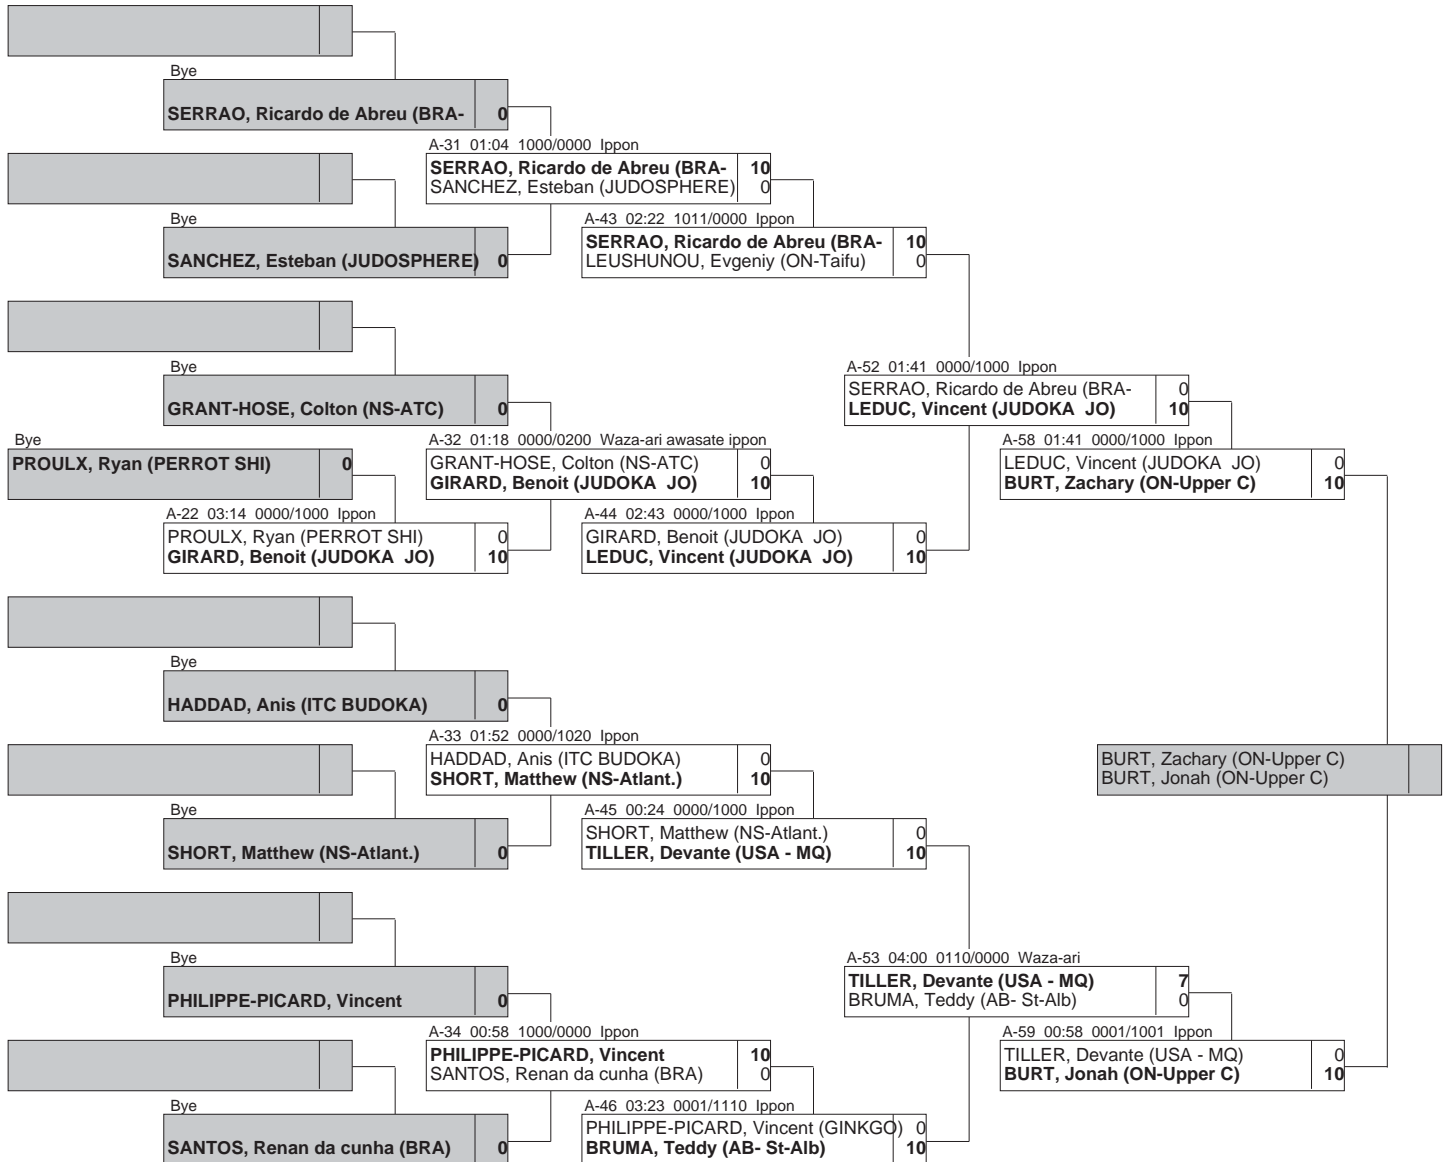 Bye
SERRAO, Ricardo de Abreu (BRA- 0
A-31 01:04 1000/0000 Ippon
SERRAO, Ricardo de Abreu (BRA- 10
SANCHEZ, Esteban (JUDOSPHERE) 0
Bye
SANCHEZ, Esteban (JUDOSPHERE) 0
A-43 02:22 1011/0000 Ippon
SERRAO, Ricardo de Abreu (BRA- 10
LEUSHUNOU, Evgeniy (ON-Taifu) 0
Bye
GRANT-HOSE, Colton (NS-ATC) 0
A-52 01:41 0000/1000 Ippon
SERRAO, Ricardo de Abreu (BRA- 0
LEDUC, Vincent (JUDOKA JO) 10
Bye
PROULX, Ryan (PERROT SHI) 0
A-32 01:18 0000/0200 Waza-ari awasate ippon
GRANT-HOSE, Colton (NS-ATC) 0
GIRARD, Benoit (JUDOKA JO) 10
A-58 01:41 0000/1000 Ippon
LEDUC, Vincent (JUDOKA JO) 0
BURT, Zachary (ON-Upper C) 10
A-22 03:14 0000/1000 Ippon
PROULX, Ryan (PERROT SHI) 0
GIRARD, Benoit (JUDOKA JO) 10
A-44 02:43 0000/1000 Ippon
GIRARD, Benoit (JUDOKA JO) 0
LEDUC, Vincent (JUDOKA JO) 10
Bye
HADDAD, Anis (ITC BUDOKA) 0
A-33 01:52 0000/1020 Ippon
HADDAD, Anis (ITC BUDOKA) 0
SHORT, Matthew (NS-Atlant.) 10
BURT, Zachary (ON-Upper C)
BURT, Jonah (ON-Upper C)
Bye
SHORT, Matthew (NS-Atlant.) 0
A-45 00:24 0000/1000 Ippon
SHORT, Matthew (NS-Atlant.) 0
TILLER, Devante (USA - MQ) 10
Bye
PHILIPPE-PICARD, Vincent 0
A-53 04:00 0110/0000 Waza-ari
TILLER, Devante (USA - MQ) 7
BRUMA, Teddy (AB- St-Alb) 0
A-34 00:58 1000/0000 Ippon
PHILIPPE-PICARD, Vincent 10
SANTOS, Renan da cunha (BRA) 0
A-59 00:58 0001/1001 Ippon
TILLER, Devante (USA - MQ) 0
BURT, Jonah (ON-Upper C) 10
Bye
SANTOS, Renan da cunha (BRA) 0
A-46 03:23 0001/1110 Ippon
PHILIPPE-PICARD, Vincent (GINKGO) 0
BRUMA, Teddy (AB- St-Alb) 10